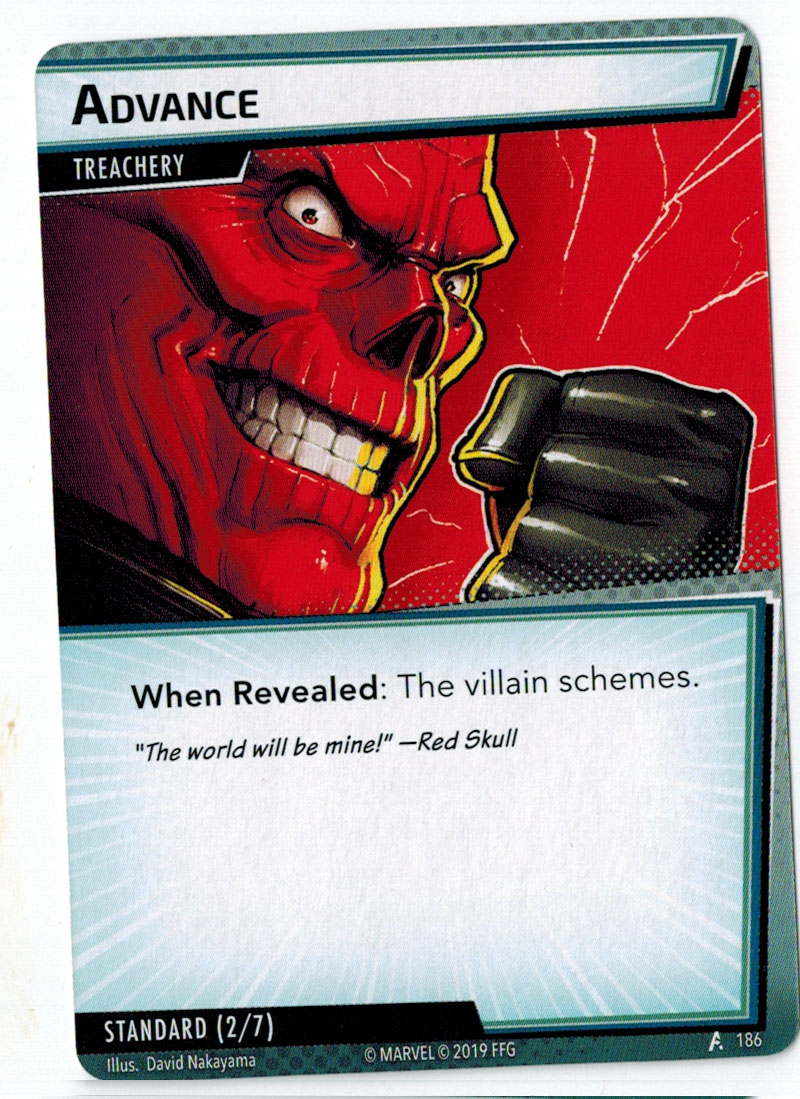 ADVANCE
TREACHERY
When Revealed: The villain schemes.
"The world will be mine!" —Red Skull
STANDARD (2/7)
Illus. David Nakayama
© MARVEL © 2019 FFG
186